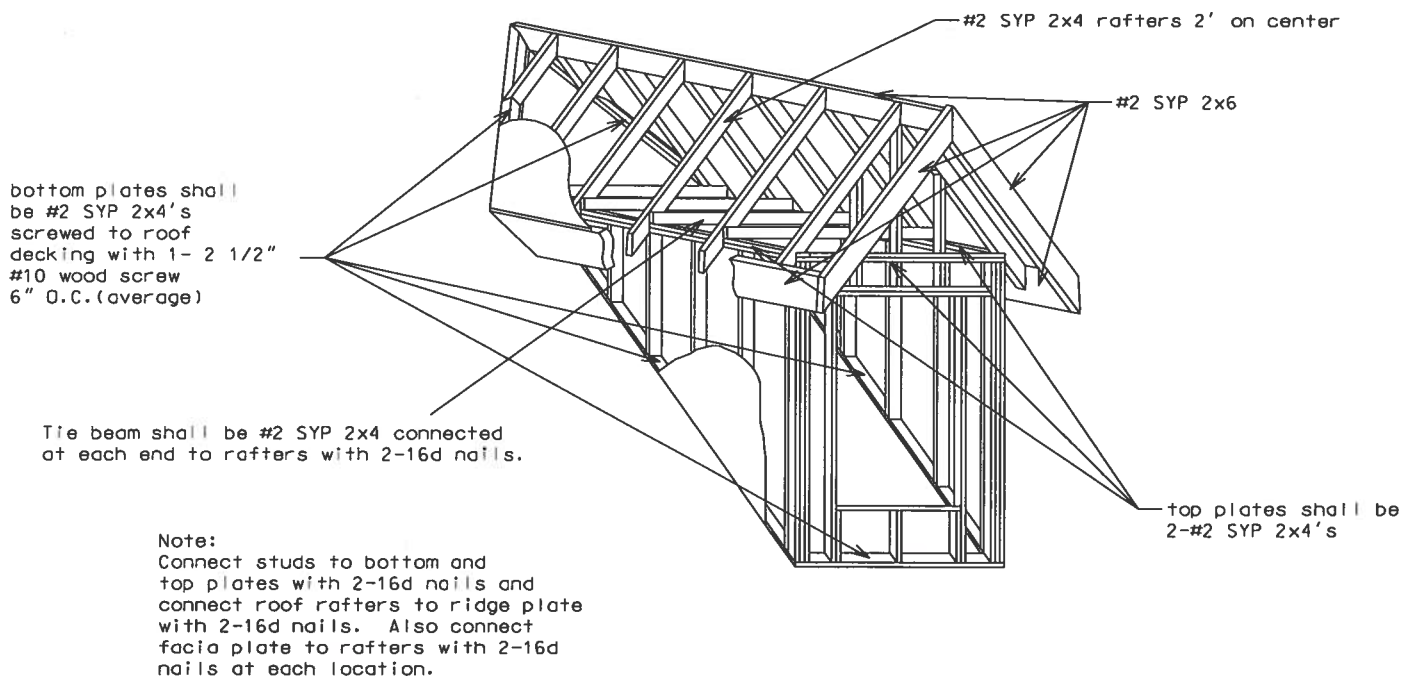 #2 SYP 2x4 rafters 2' on center
#2 SYP 2x6
bottom plates shall
be #2 SYP 2x4's
screwed to roof
decking with 1- 2 1/2"
#10 wood screw
6" O.C.(average)
Tie beam shall be #2 SYP 2x4 connected
at each end to rafters with 2-16d nails.
top plates shall be
2-#2 SYP 2x4's
Note:
Connect studs to bottom and
top plates with 2-16d nails and
connect roof rafters to ridge plate
with 2-16d nails.  Also connect
facia plate to rafters with 2-16d
nails at each location.